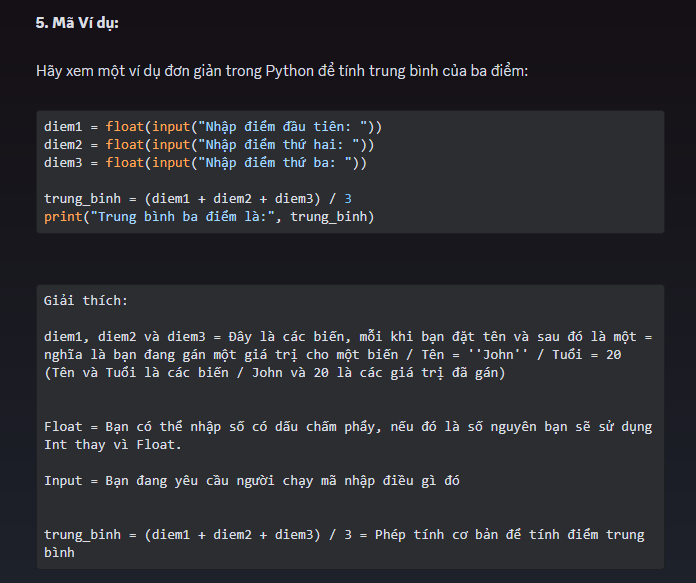 5. Mã Ví dụ:
Hãy xem một ví dụ đơn giản trong Python để tính trung bình của ba điểm:
diem1 = float(input("Nhập điểm đầu tiên: "))
diem2 = float(input("Nhập điểm thứ hai: "))
diem3 = float(input("Nhập điểm thứ ba: "))
trung_binh = (diem1 + diem2 + diem3) / 3
print("Trung bình ba điểm là:", trung_binh)
Giải thích:
diem1, diem2 và diem3 = Đây là các biến, mỗi khi bạn đặt tên và sau đó là một =
nghĩa là bạn đang gán một giá trị cho một biến / Tên = ''John'' / Tuổi = 20
(Tên và Tuổi là các biến / John và 20 là các giá trị đã gán)
Float = Bạn có thể nhập số có dấu chấm phẩy, nếu đó là số nguyên bạn sẽ sử dụng
Int thay vì Float.
Input = Bạn đang yêu cầu người chạy mã nhập điều gì đó
trung_binh = (diem1 + diem2 + diem3) / 3 = Phép tính cơ bản để tính điểm trung
bình